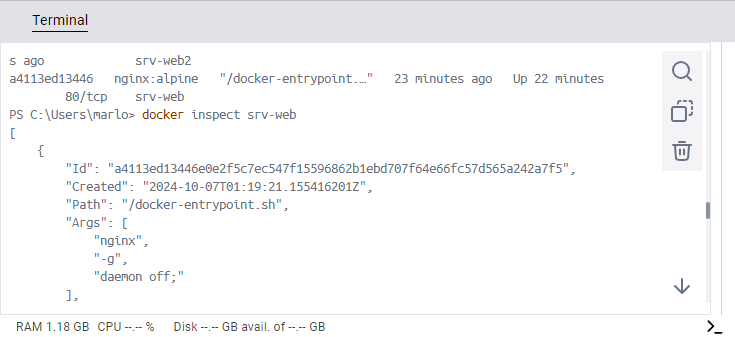 Terminal
s ago             srv-web2
a4113ed13446   nginx:alpine   "/docker-entrypoint.…"   23 minutes ago   Up 22 minutes
        80/tcp    srv-web
PS C:\Users\marlo> docker inspect srv-web
[
    {
        "Id": "a4113ed13446e0e2f5c7ec547f15596862b1ebd707f64e66fc57d565a242a7f5",
        "Created": "2024-10-07T01:19:21.155416201Z",
        "Path": "/docker-entrypoint.sh",
        "Args": [
            "nginx",
            "-g",
            "daemon off;"
        ],
RAM 1.18 GB   CPU --.-- %   Disk --.-- GB avail. of --.-- GB